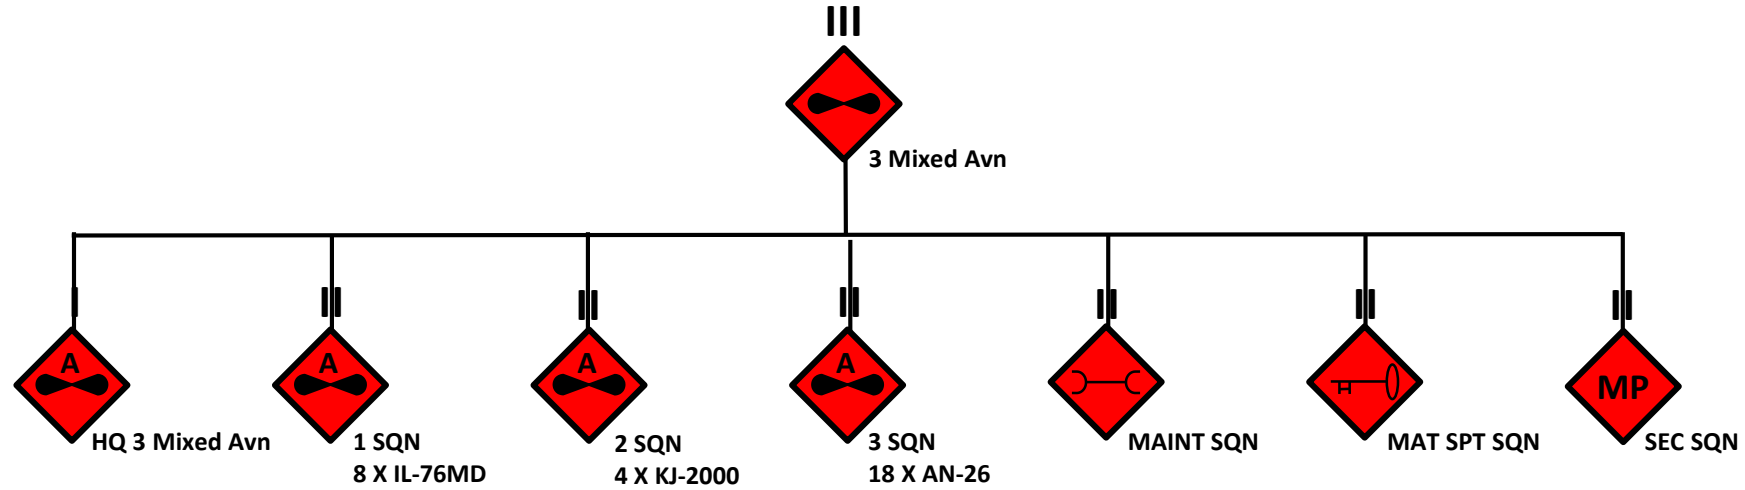 3 Mixed Avn
A
HQ 3 Mixed Avn
A
1 SQN
8 X IL-76MD
A
2 SQN
4 X KJ-2000
A
3 SQN
18 X AN-26
MAINT SQN
MAT SPT SQN
MP
SEC SQN